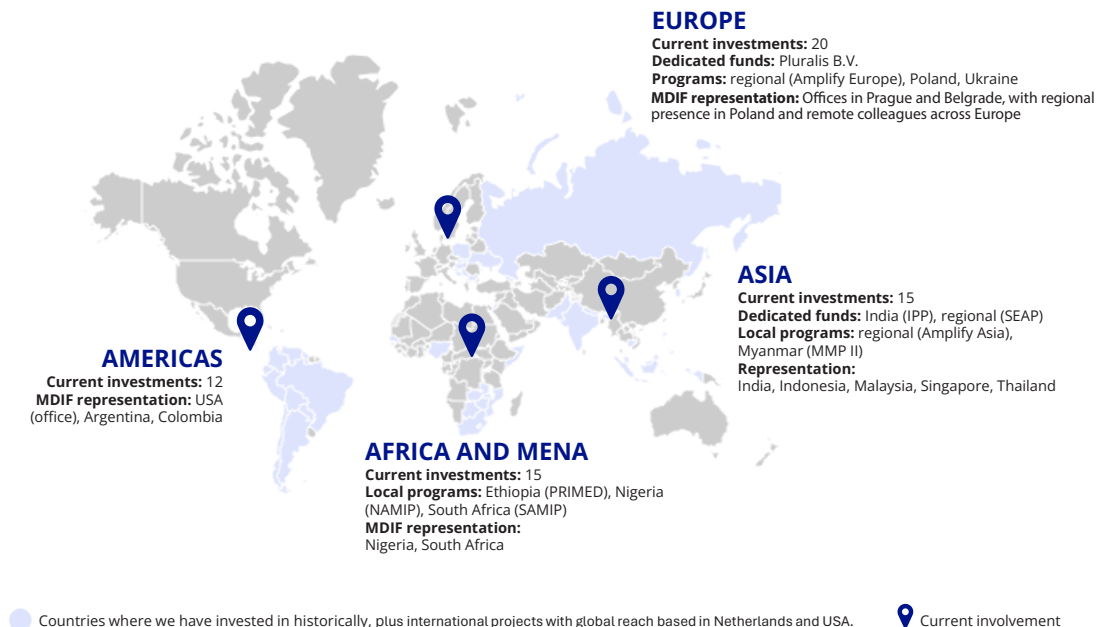 EUROPE
Current investments: 20
Dedicated funds: Pluralis B.V.
Programs: regional (Amplify Europe), Poland, Ukraine
MDIF representation: Offices in Prague and Belgrade, with regional
presence in Poland and remote colleagues across Europe
ASIA
Current investments: 15
Dedicated funds: India (IPP), regional (SEAP)
Local programs: regional (Amplify Asia),
Myanmar (MMP II)
Representation:
India, Indonesia, Malaysia, Singapore, Thailand
AMERICAS
Current investments: 12
MDIF representation: USA
(office), Argentina, Colombia
AFRICA AND MENA
Current investments: 15
Local programs: Ethiopia (PRIMED), Nigeria
(NAMIP), South Africa (SAMIP)
MDIF representation:
Nigeria, South Africa
Countries where we have invested in historically, plus international projects with global reach based in Netherlands and USA.
Current involvement